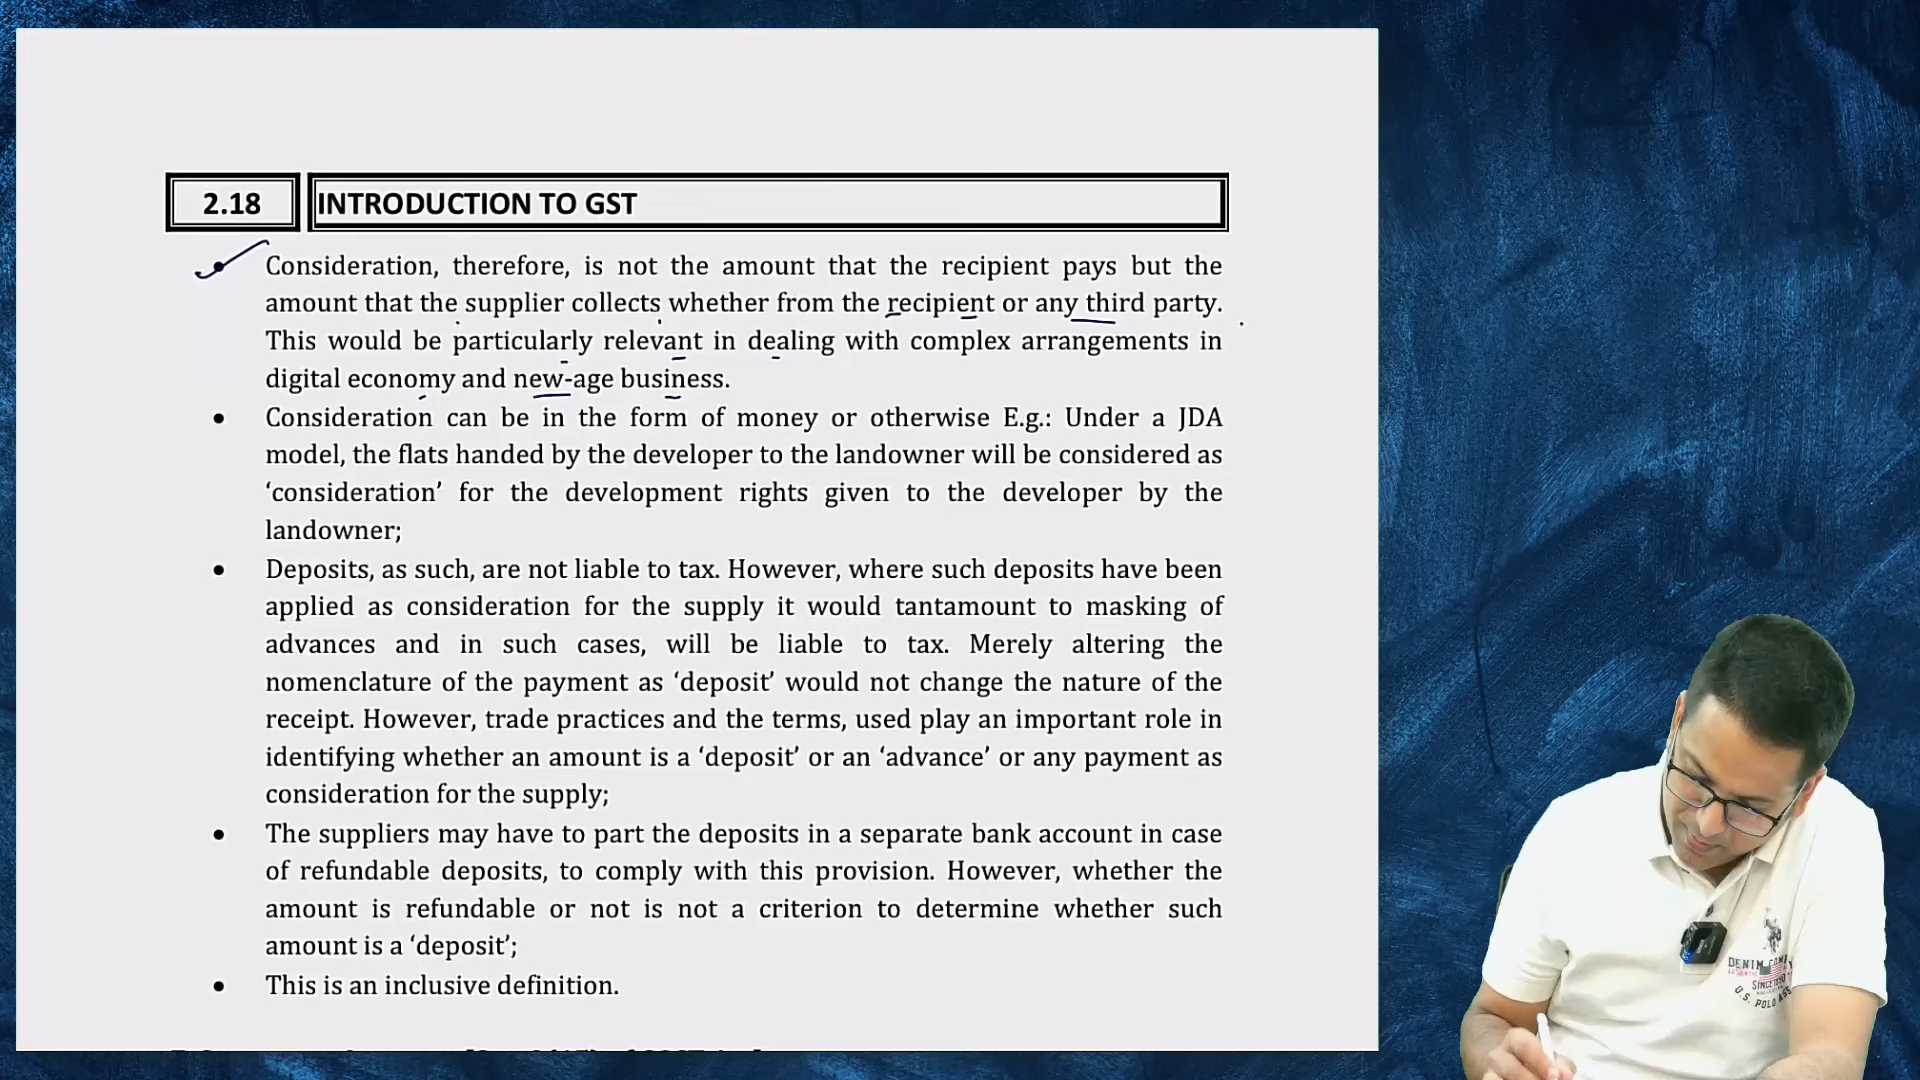 2.18 INTRODUCTION TO GST
• Consideration, therefore, is not the amount that the recipient pays but the
amount that the supplier collects whether from the recipient or any third party.
This would be particularly relevant in dealing with complex arrangements in
digital economy and new-age business.
• Consideration can be in the form of money or otherwise E.g.: Under a JDA
model, the flats handed by the developer to the landowner will be considered as
‘consideration’ for the development rights given to the developer by the
landowner;
• Deposits, as such, are not liable to tax. However, where such deposits have been
applied as consideration for the supply it would tantamount to masking of
advances and in such cases, will be liable to tax. Merely altering the
nomenclature of the payment as ‘deposit’ would not change the nature of the
receipt. However, trade practices and the terms, used play an important role in
identifying whether an amount is a ‘deposit’ or an ‘advance’ or any payment as
consideration for the supply;
• The suppliers may have to part the deposits in a separate bank account in case
of refundable deposits, to comply with this provision. However, whether the
amount is refundable or not is not a criterion to determine whether such
amount is a ‘deposit’;
• This is an inclusive definition.
DENIM
SINCE 1890
U.S. POLO ASS